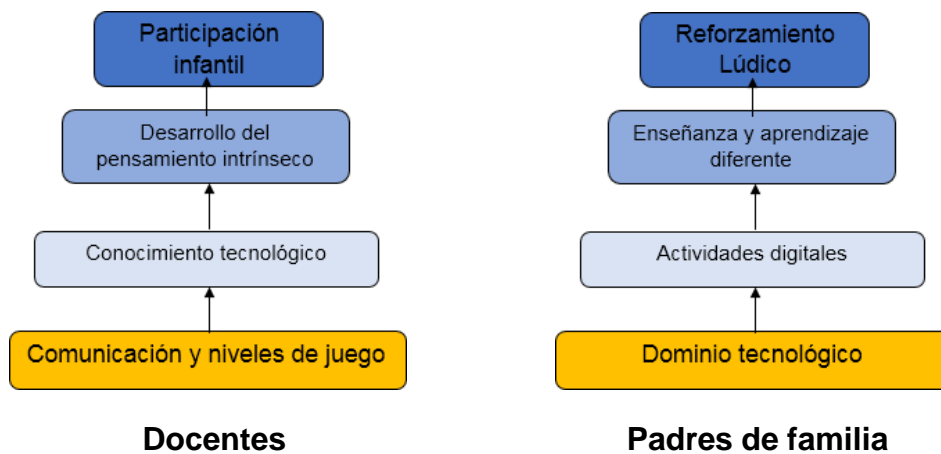 Participación
infantil
Desarrollo del
pensamiento intrínseco
Conocimiento tecnológico
Comunicación y niveles de juego
Docentes
Reforzamiento
Lúdico
Enseñanza y aprendizaje
diferente
Actividades digitales
Dominio tecnológico
Padres de familia